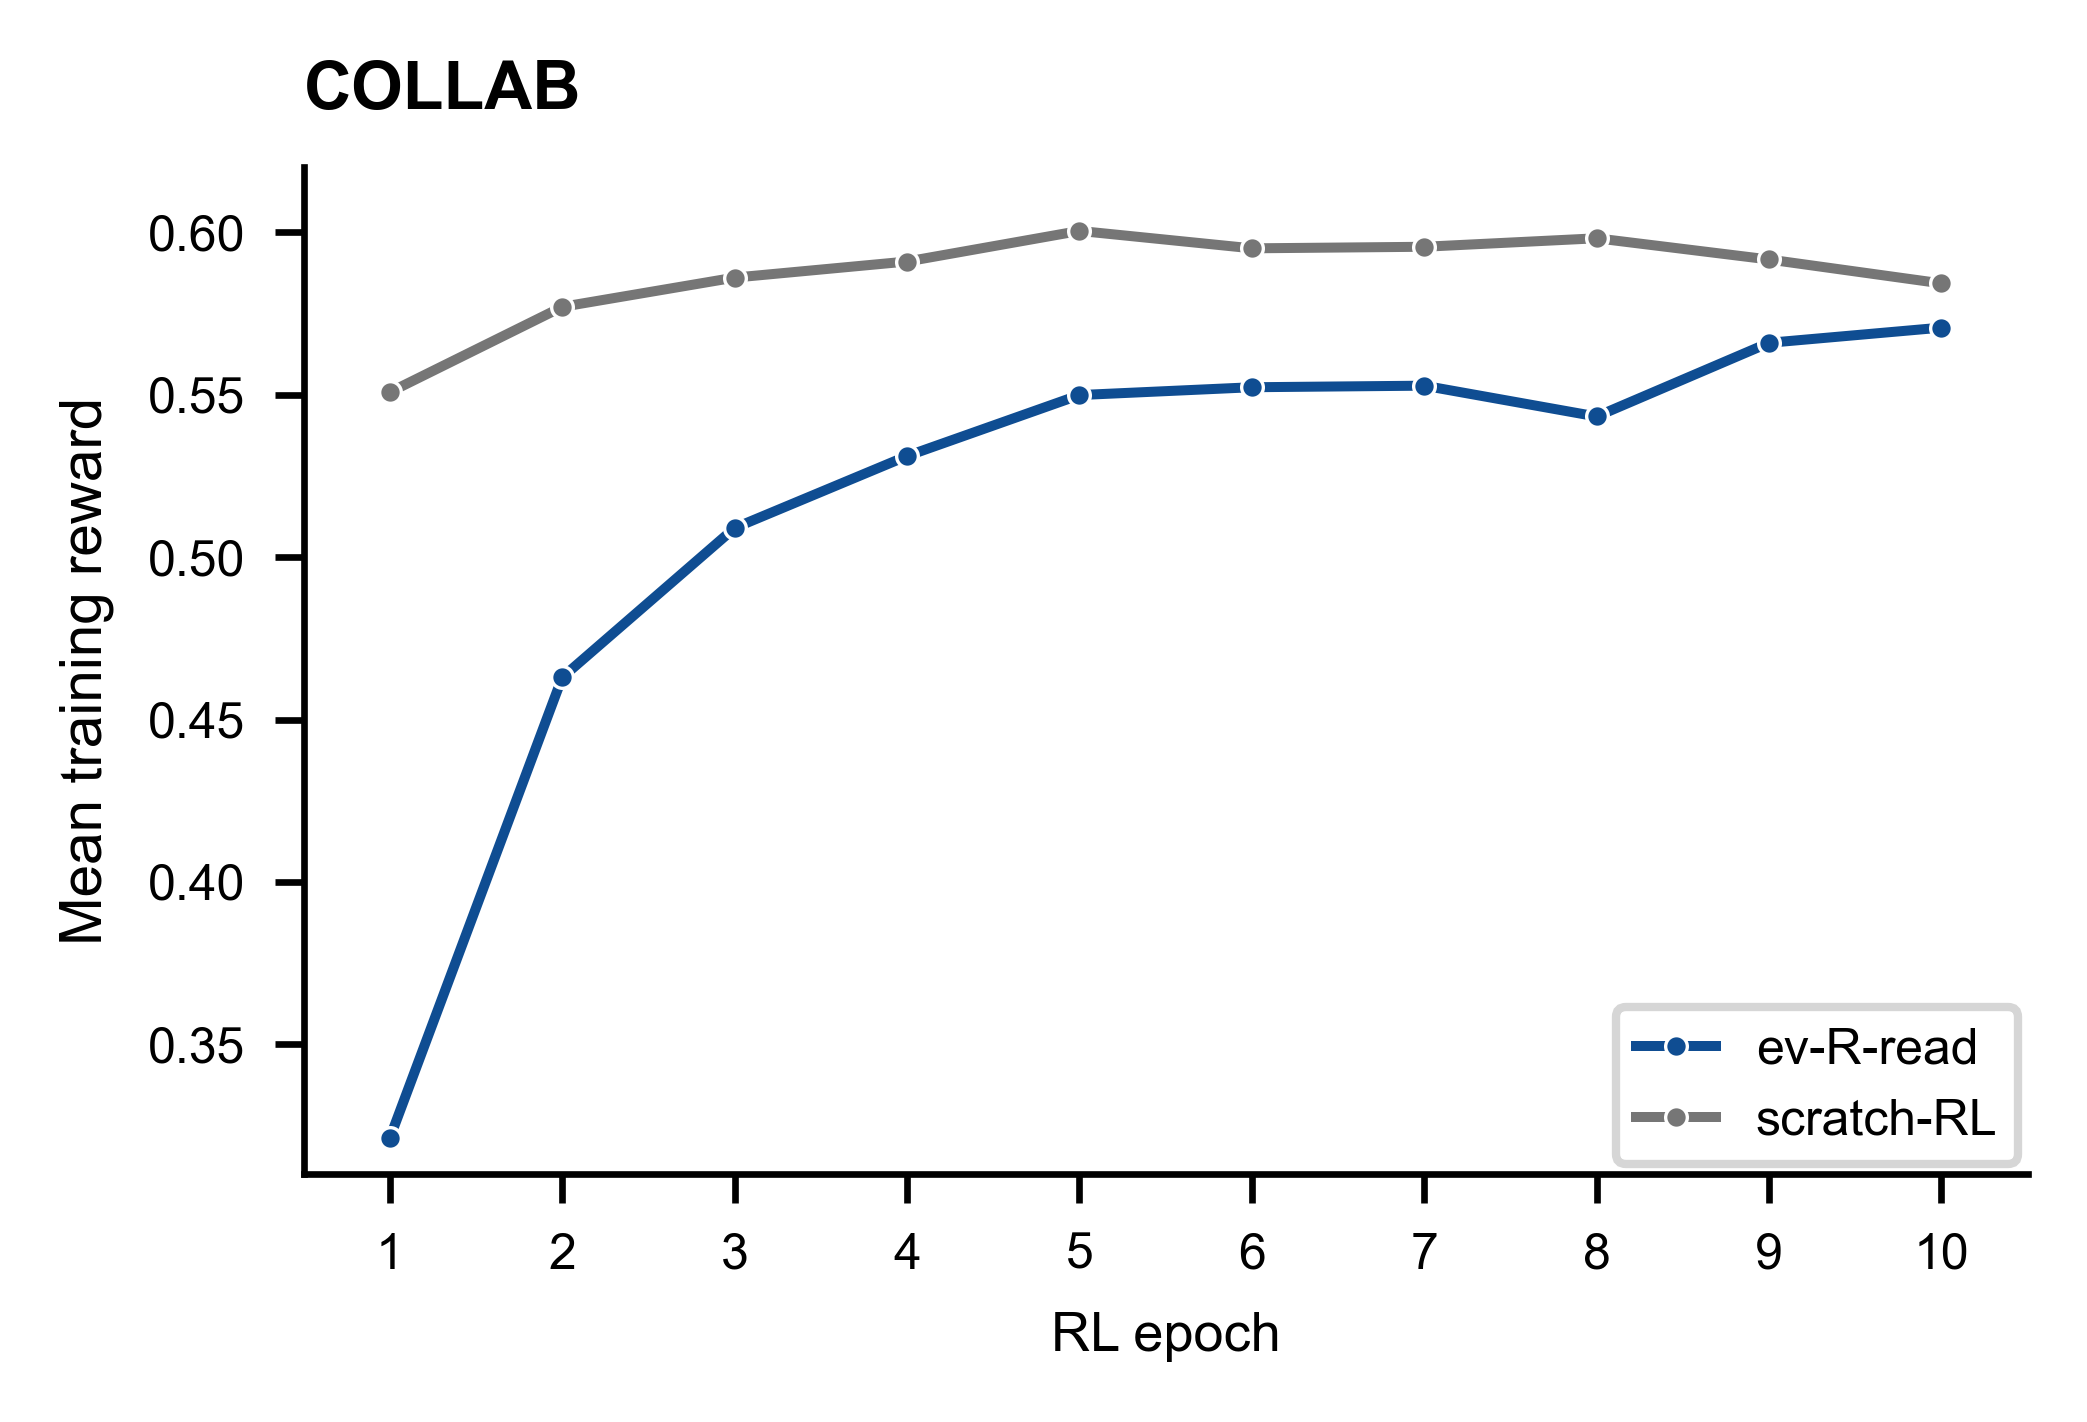 COLLAB
0.60
0.55
0.50
0.45
0.40
0.35
Mean training reward
ev-R-read
scratch-RL
1 2 3 4 5 6 7 8 9 10
RL epoch